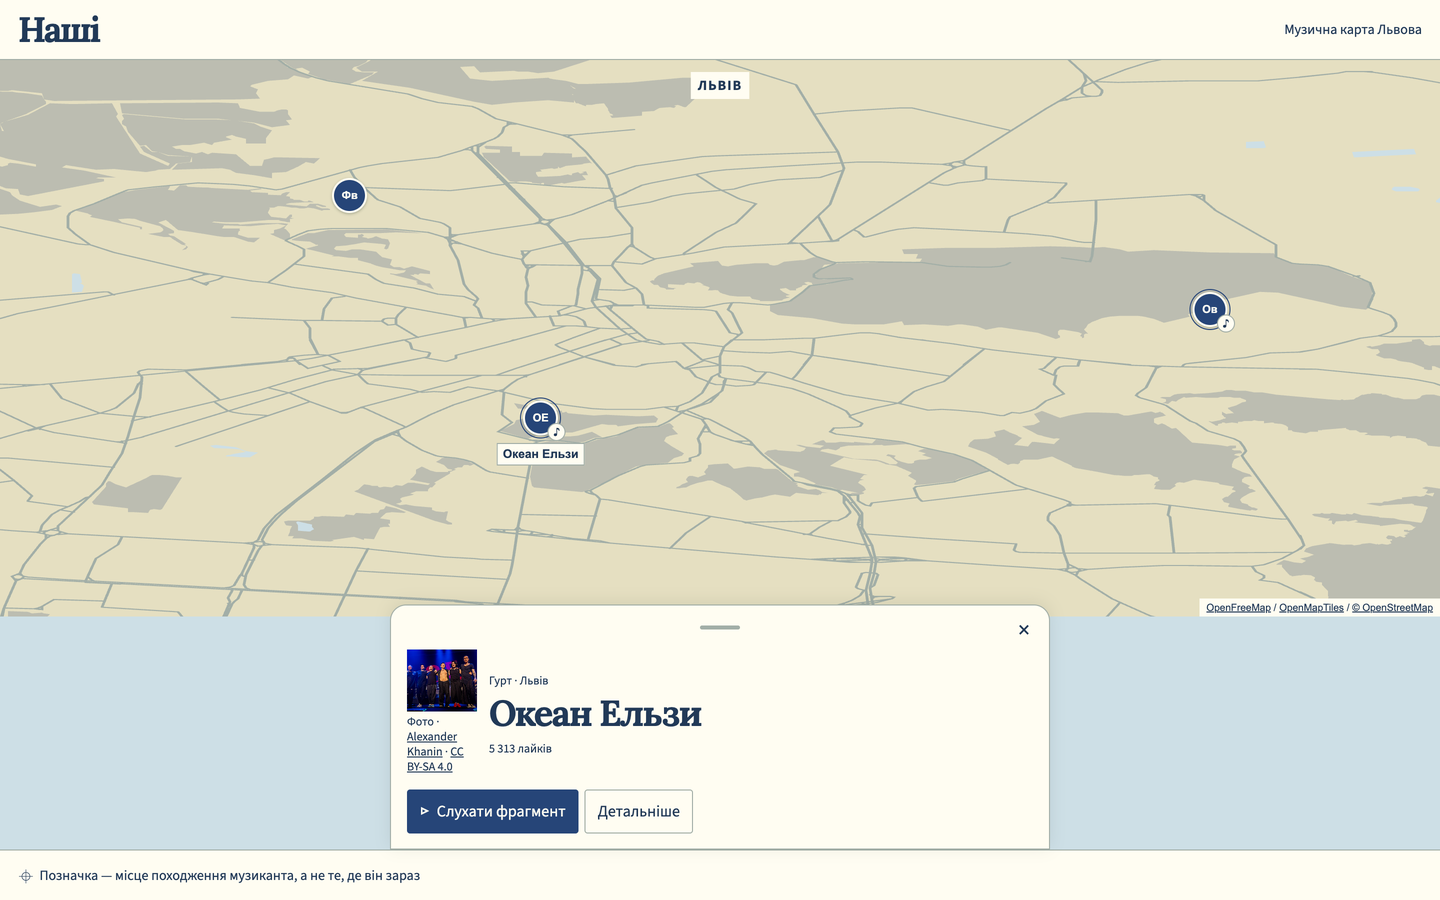 Наші
Музична карта Львова
ЛЬВІВ
Фв
Ов
♪
ОЕ
♪
Океан Ельзи
OpenFreeMap / OpenMapTiles / © OpenStreetMap
×
Гурт · Львів
Океан Ельзи
5 313 лайків
Фото ·
Alexander
Khanin · CC
BY-SA 4.0
Слухати фрагмент
Детальніше
Позначка — місце походження музиканта, а не те, де він зараз